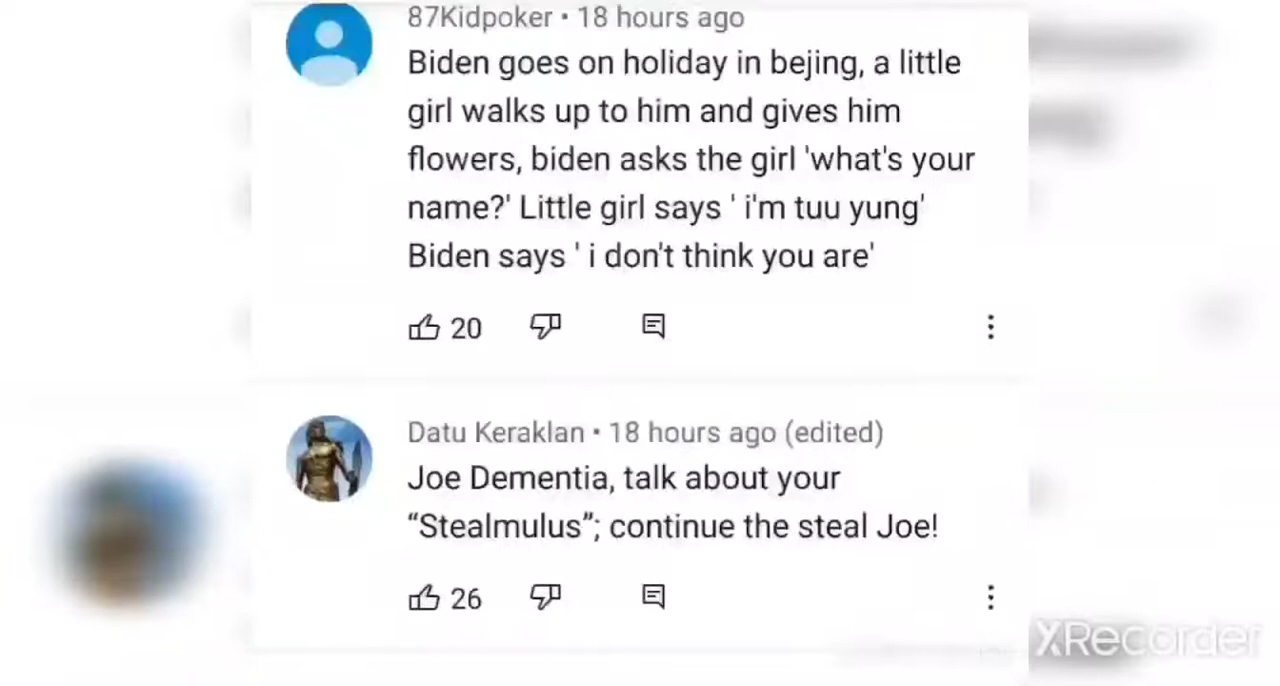 87Kidpoker • 18 hours ago
Biden goes on holiday in bejing, a little
girl walks up to him and gives him
flowers, biden asks the girl 'what's your
name?' Little girl says ' i'm tuu yung'
Biden says ' i don't think you are'
20
Datu Keraklan • 18 hours ago (edited)
Joe Dementia, talk about your
“Stealmulus”; continue the steal Joe!
26
XRecorder